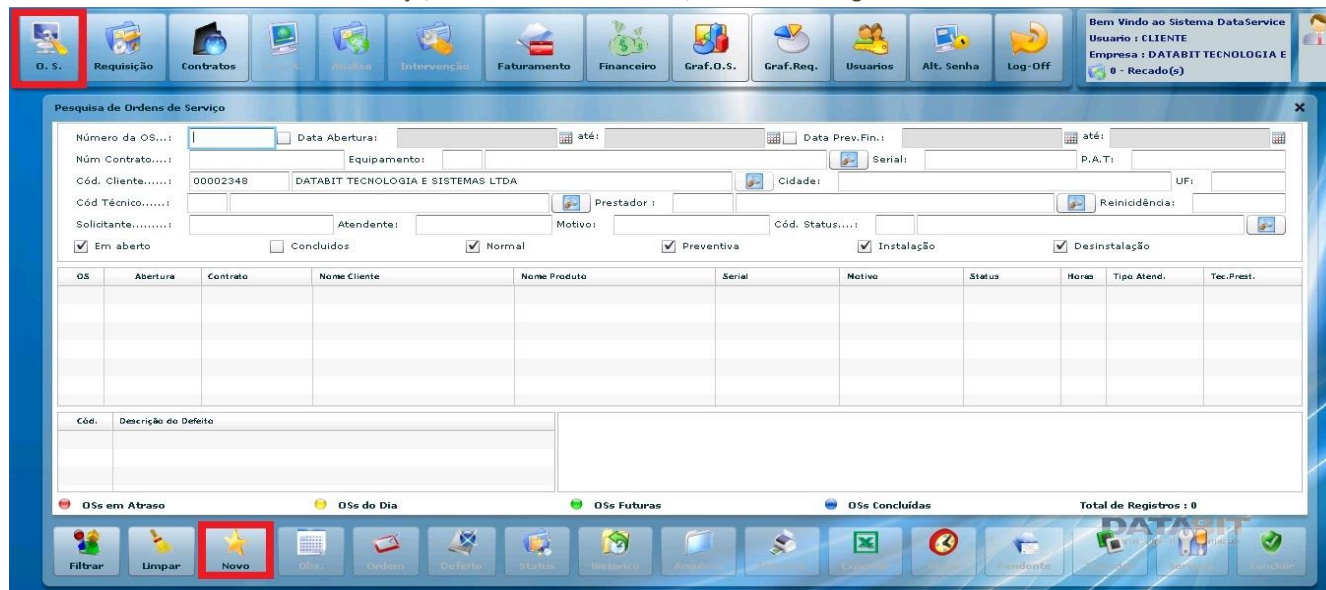 Bem Vindo ao Sistema DataService
Usuario : CLIENTE
Empresa : DATABIT TECNOLOGIA E
0 - Recado(s)
O. S. Requisição Contratos Análise Intervenção Faturamento Financeiro Graf.O.S. Graf.Req. Usuarios Alt. Senha Log-Off
Pesquisa de Ordens de Serviço
Número da OS...: Data Abertura: até: Data Prev.Fin.: até:
Núm Contrato....: Equipamento: Serial: P.A.T:
Cód. Cliente......: 00002348 DATABIT TECNOLOGIA E SISTEMAS LTDA Cidade: UF:
Cód Técnico......: Prestador : Reinicidência:
Solicitante.........: Atendente: Motivo: Cód. Status....:
Em aberto Concluidos Normal Preventiva Instalação Desinstalação
OS Abertura Contrato Nome Cliente Nome Produto Serial Motivo Status Horas Tipo Atend. Tec.Prest.
Cód. Descrição do Defeito
OSs em Atraso OSs do Dia OSs Futuras OSs Concluídas Total de Registros : 0
DATABIT
Filtrar Limpar Novo Obs. Ordem Defeito Status Historico Arquivos Pendente Concluir